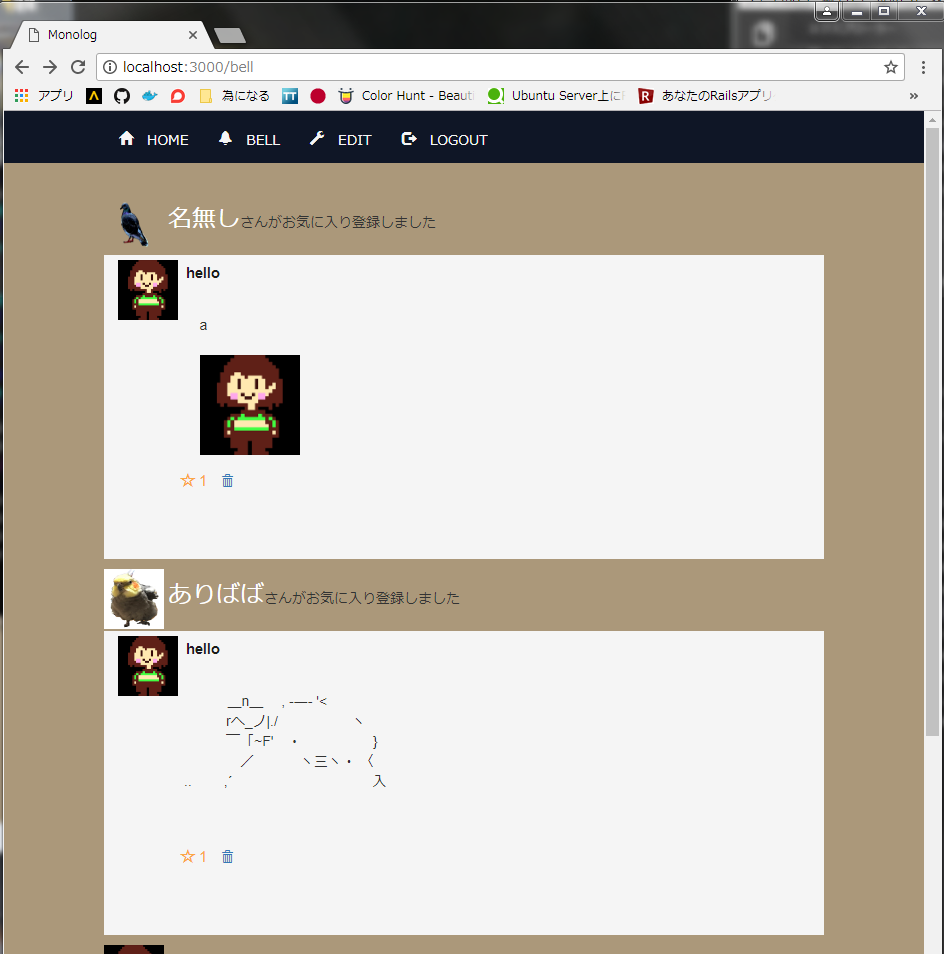 Monolog
localhost:3000/bell
アプリ 為になる TT Color Hunt - Beaut Ubuntu Server上に R あなたのRailsアプリ »
HOME BELL EDIT LOGOUT
名無しさんがお気に入り登録しました
hello
a
☆ 1
ありばばさんがお気に入り登録しました
hello
__n__ , -―- '<
rヘ_ノ|./ ヽ
￣「~F' ・ }
／ ヽ三ヽ・ 〈
.. ,´ 入
☆ 1